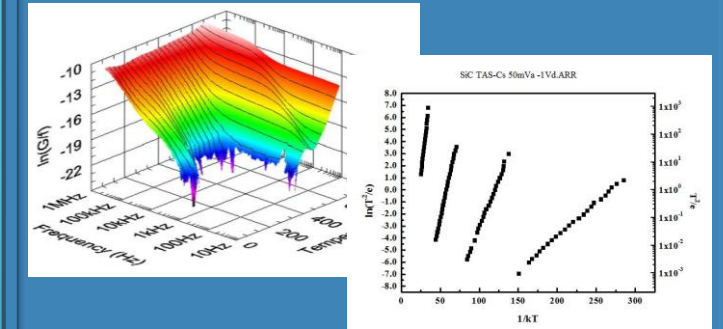 -10
-13
-16
-19
-22
ln(G/f)
1MHz
100kHz
10kHz
1kHz
100Hz
10Hz
Frequency (Hz)
0
200
400
Tempe
SiC TAS-Cs 50mVa -1Vd.ARR
8.0
7.0
6.0
5.0
4.0
3.0
2.0
1.0
0.0
-1.0
-2.0
-3.0
-4.0
-5.0
-6.0
-7.0
-8.0
ln(T²/e)
1x10³
1x10²
1x10¹
1x10⁰
1x10⁻¹
1x10⁻²
1x10⁻³
T²/e
0 50 100 150 200 250 300
1/kT